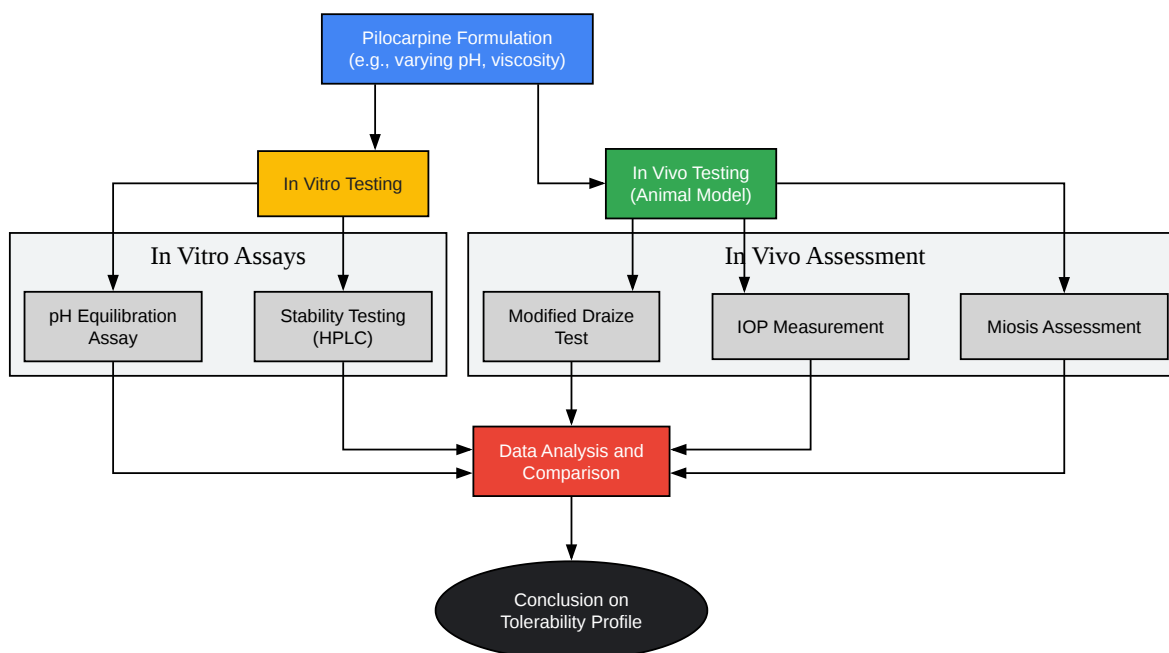 Pilocarpine Formulation
(e.g., varying pH, viscosity)
In Vitro Testing
In Vivo Testing
(Animal Model)
In Vitro Assays
In Vivo Assessment
pH Equilibration
Assay
Stability Testing
(HPLC)
Modified Draize
Test
IOP Measurement
Miosis Assessment
Data Analysis and
Comparison
Conclusion on
Tolerability Profile